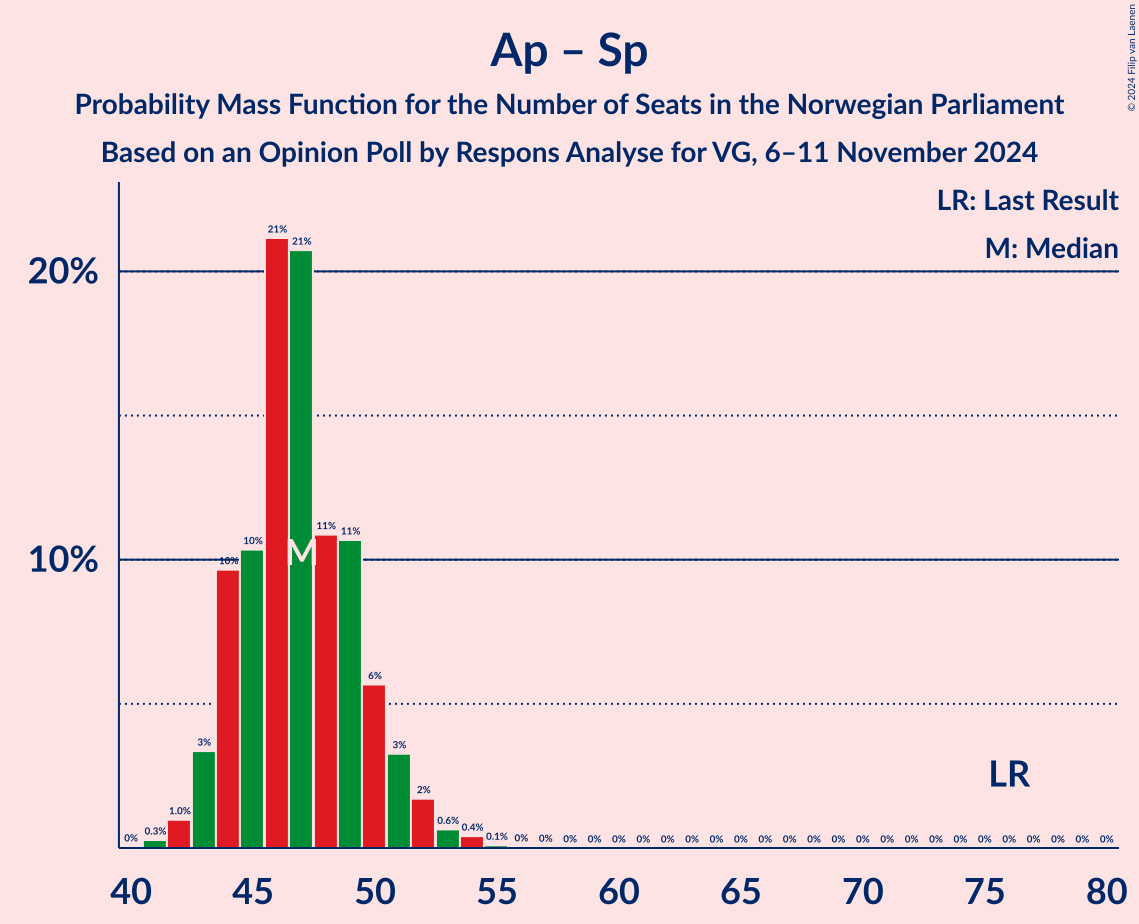 © 2024 Filip van Laenen
Ap – Sp
Probability Mass Function for the Number of Seats in the Norwegian Parliament
Based on an Opinion Poll by Respons Analyse for VG, 6–11 November 2024
LR: Last Result
M: Median
20%
10%
0% 0.3% 1.0% 3% 10% 10% 21% 21% 11% 11% 6% 3% 2% 0.6% 0.4% 0.1% 0% 0% 0% 0% 0% 0% 0% 0% 0% 0% 0% 0% 0% 0% 0% 0% 0% 0% 0% 0% 0% 0% 0% 0% 0%
M
LR
40 45 50 55 60 65 70 75 80